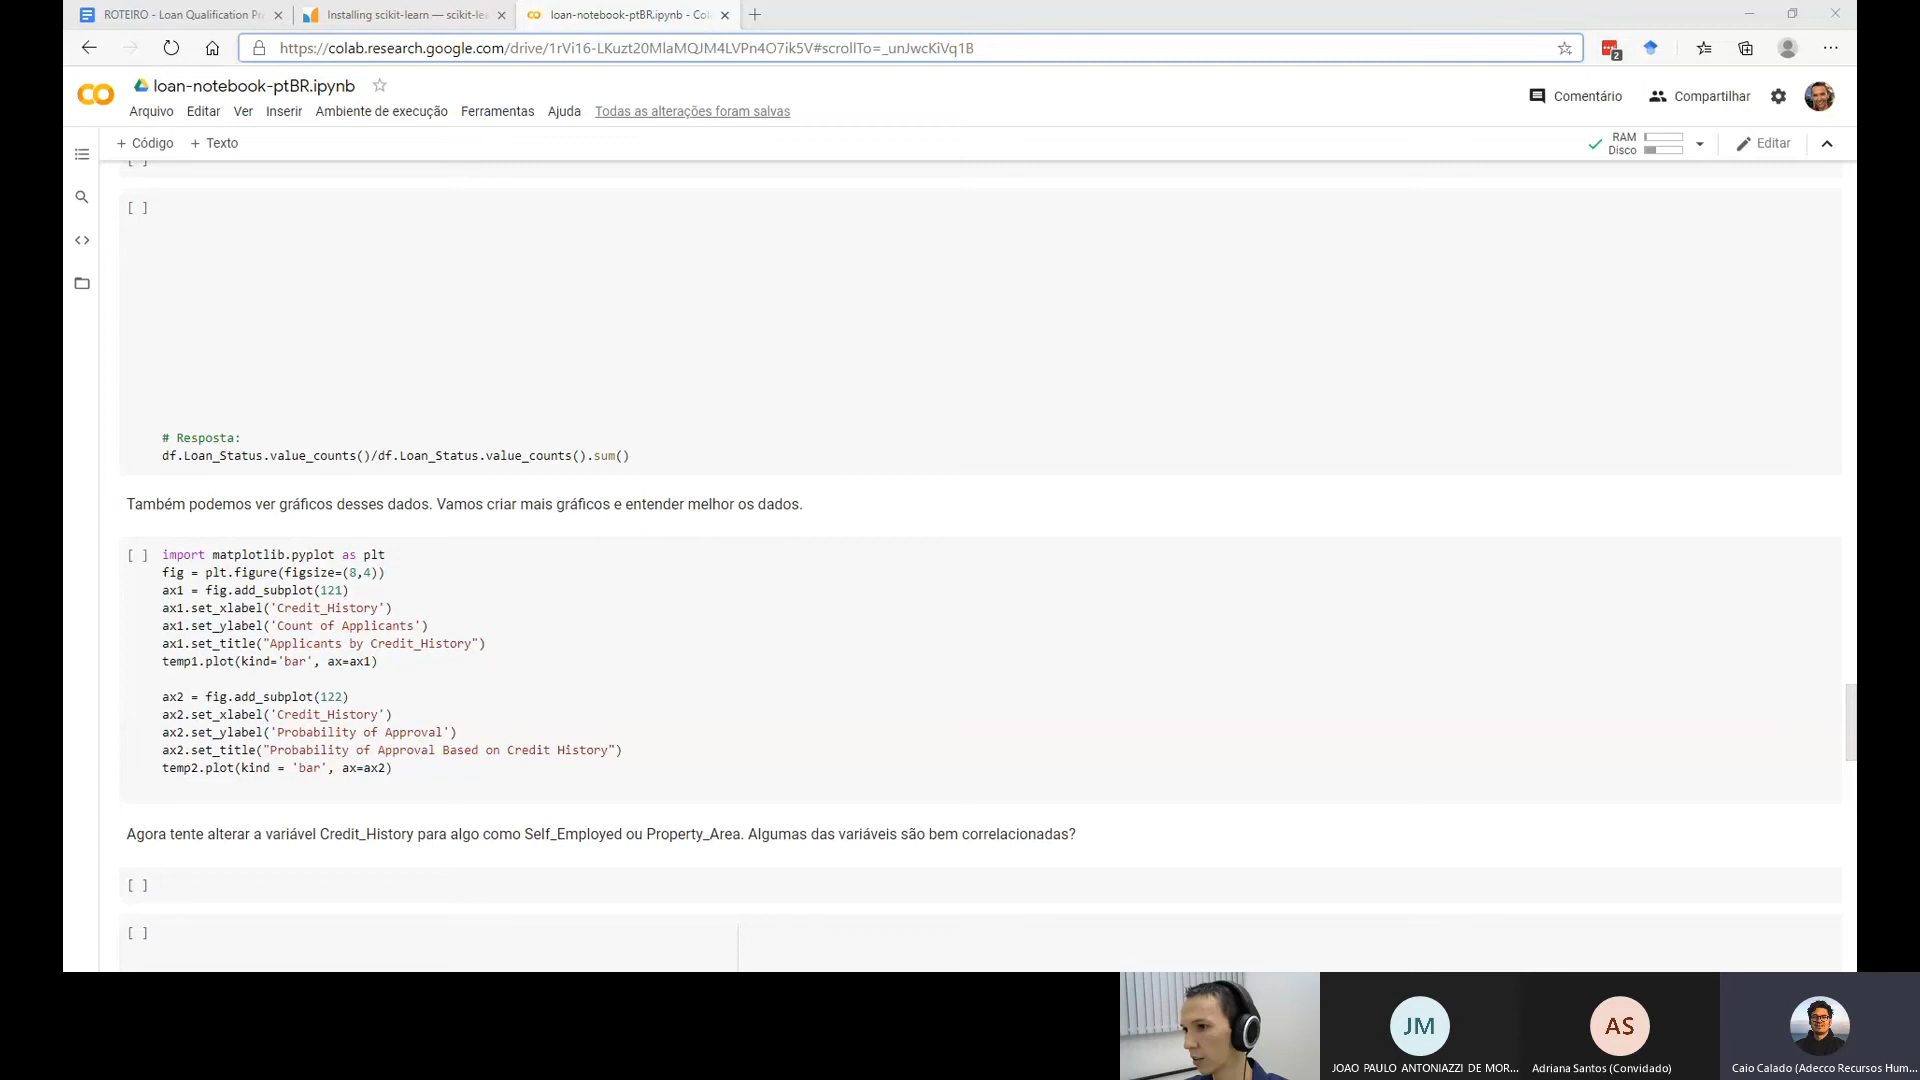 ROTEIRO - Loan Qualification Pr
Installing scikit-learn — scikit-lea
loan-notebook-ptBR.ipynb - Col
https://colab.research.google.com/drive/1rVi16-LKuzt20MlaMQJM4LVPn4O7ik5V#scrollTo=_unJwcKiVq1B
2
loan-notebook-ptBR.ipynb
Arquivo Editar Ver Inserir Ambiente de execução Ferramentas Ajuda Todas as alterações foram salvas
Comentário Compartilhar
+ Código + Texto
RAM
Disco
Editar
[ ]
[ ]
# Resposta:
df.Loan_Status.value_counts()/df.Loan_Status.value_counts().sum()
Também podemos ver gráficos desses dados. Vamos criar mais gráficos e entender melhor os dados.
[ ] import matplotlib.pyplot as plt
fig = plt.figure(figsize=(8,4))
ax1 = fig.add_subplot(121)
ax1.set_xlabel('Credit_History')
ax1.set_ylabel('Count of Applicants')
ax1.set_title("Applicants by Credit_History")
temp1.plot(kind='bar', ax=ax1)
ax2 = fig.add_subplot(122)
ax2.set_xlabel('Credit_History')
ax2.set_ylabel('Probability of Approval')
ax2.set_title("Probability of Approval Based on Credit History")
temp2.plot(kind = 'bar', ax=ax2)
Agora tente alterar a variável Credit_History para algo como Self_Employed ou Property_Area. Algumas das variáveis são bem correlacionadas?
[ ]
[ ]
JM
AS
JOAO PAULO ANTONIAZZI DE MOR...
Adriana Santos (Convidado)
Caio Calado (Adecco Recursos Hum...